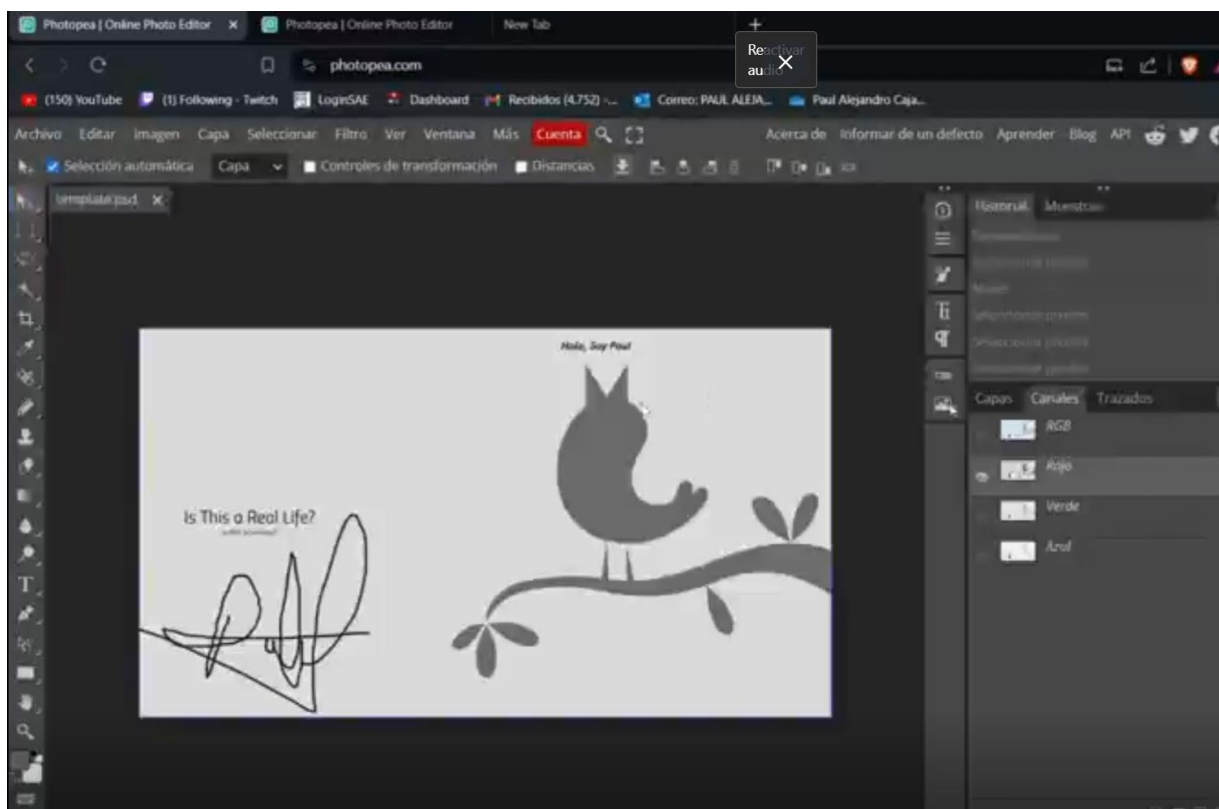 Photopea | Online Photo Editor
Photopea | Online Photo Editor
New Tab
photopea.com
Reactivar
audio
(150) YouTube
(1) Following - Twitch
LoginSAE
Dashboard
Recibidos (4.752) -...
Correo: PAUL ALEJA...
Paul Alejandro Caja...
Archivo Editar Imagen Capa Seleccionar Filtro Ver Ventana Más Cuenta
Acerca de Informar de un defecto Aprender Blog API
Selección automática
Capa
Controles de transformación
Distancias
template.psd
Historial Muestras
Hola, Soy Paul
Is This a Real Life?
Capas Canales Trazados
RGB
Rojo
Verde
Azul